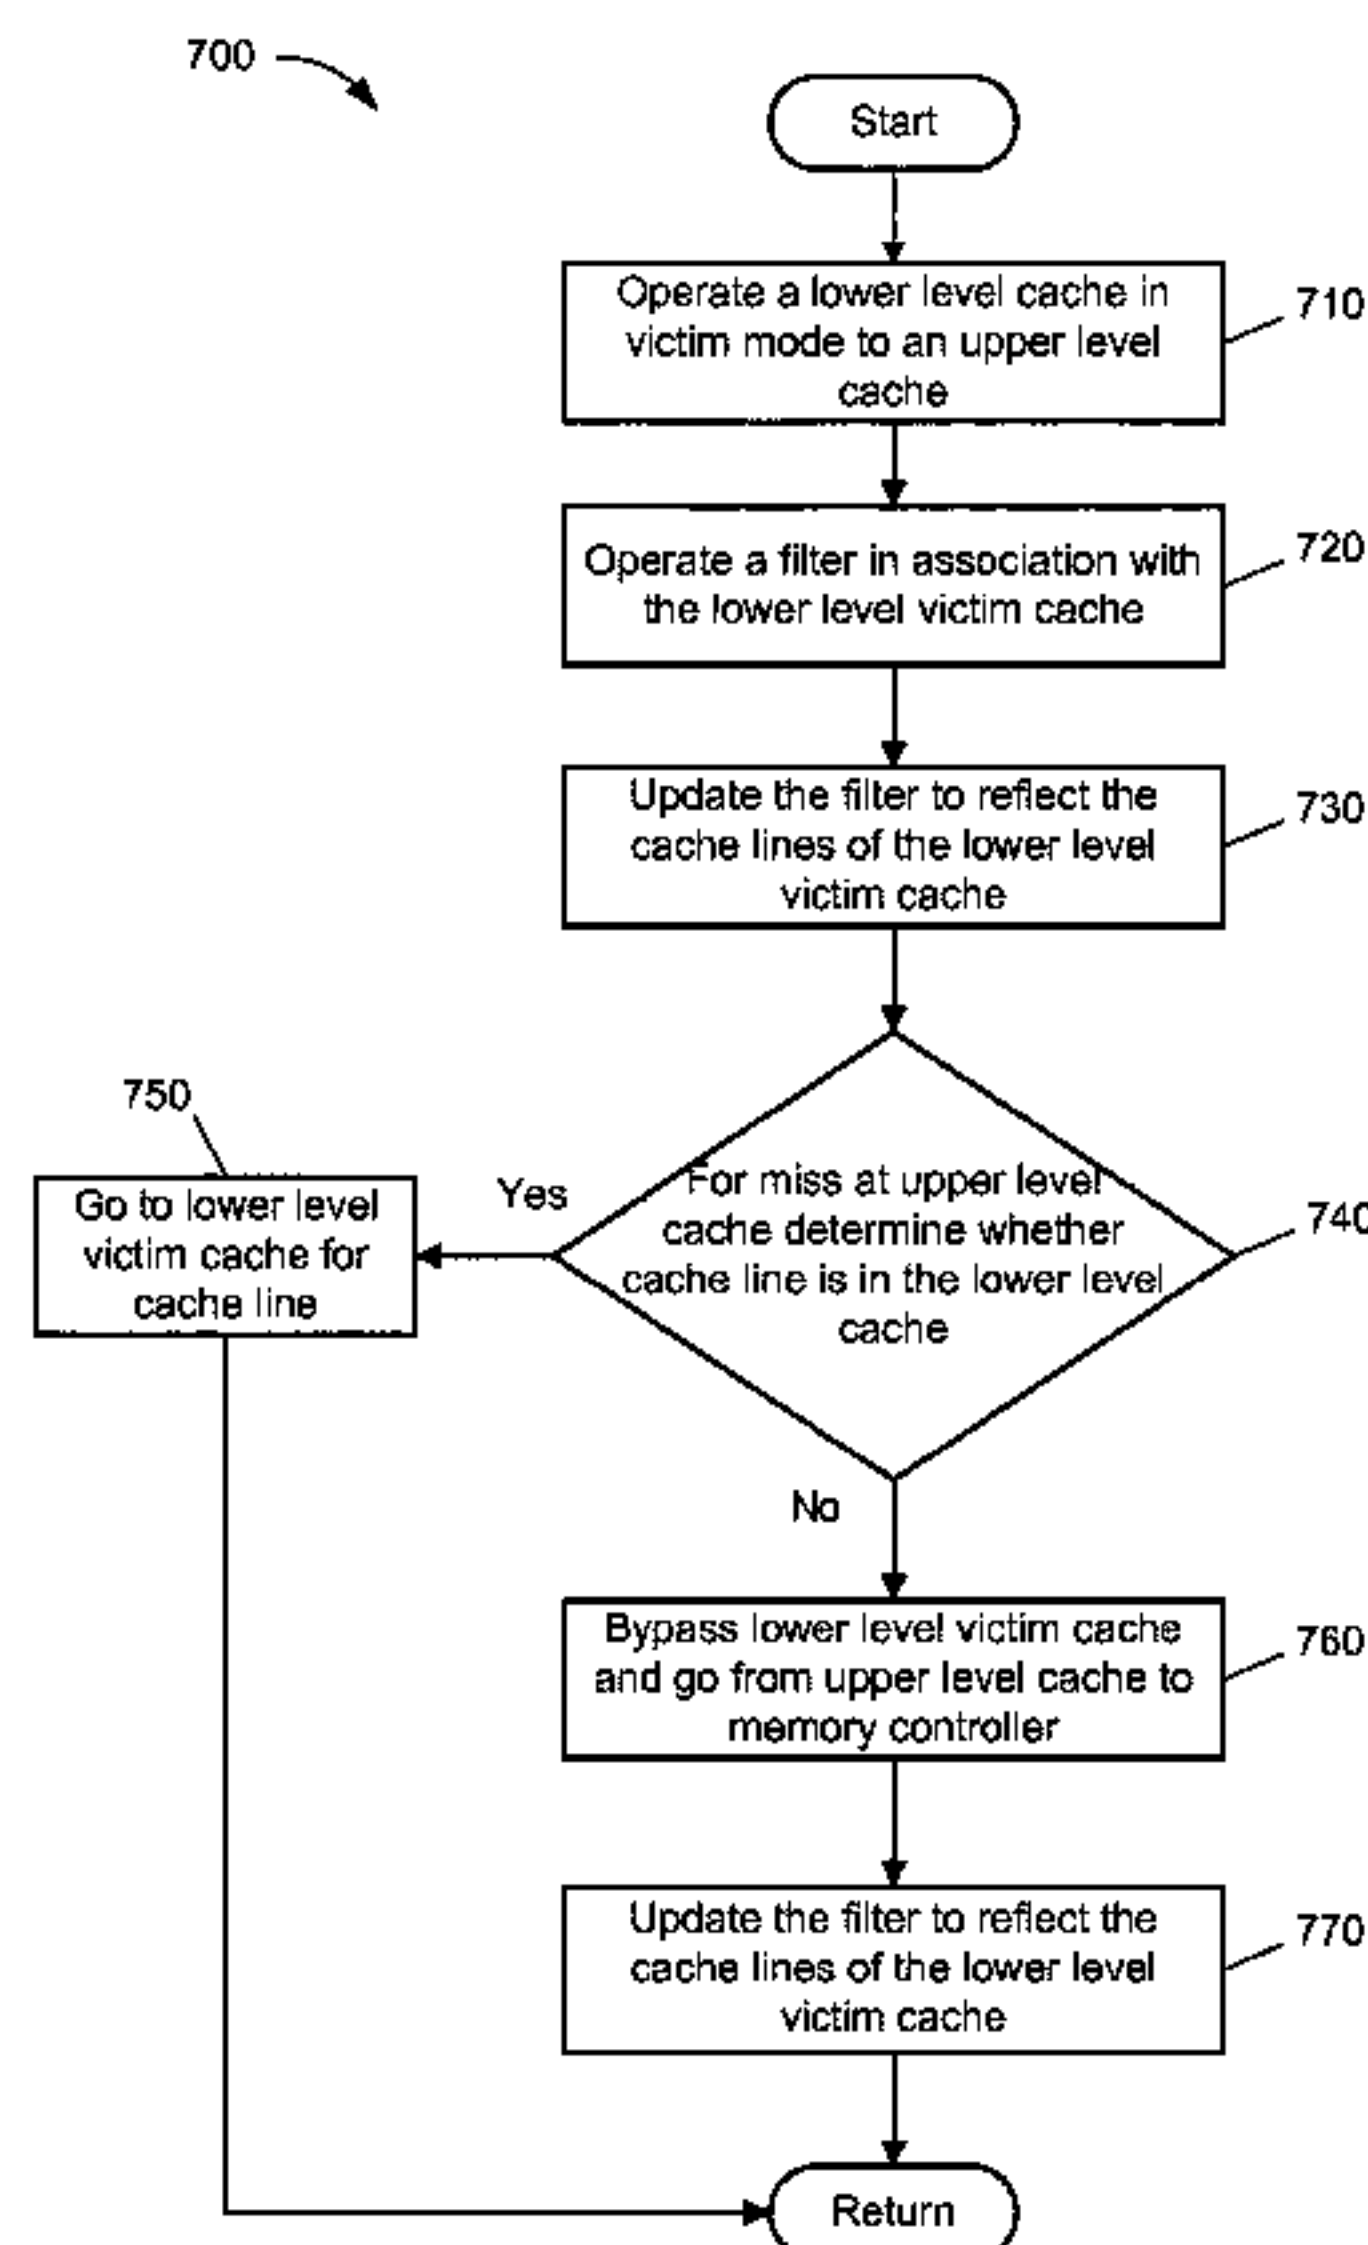 700
Start
Operate a lower level cache in
victim mode to an upper level
cache
710
Operate a filter in association with
the lower level victim cache
720
Update the filter to reflect the
cache lines of the lower level
victim cache
730
For miss at upper level
cache determine whether
cache line is in the lower level
cache
740
Yes
750
Go to lower level
victim cache for
cache line
No
Bypass lower level victim cache
and go from upper level cache to
memory controller
760
Update the filter to reflect the
cache lines of the lower level
victim cache
770
Return